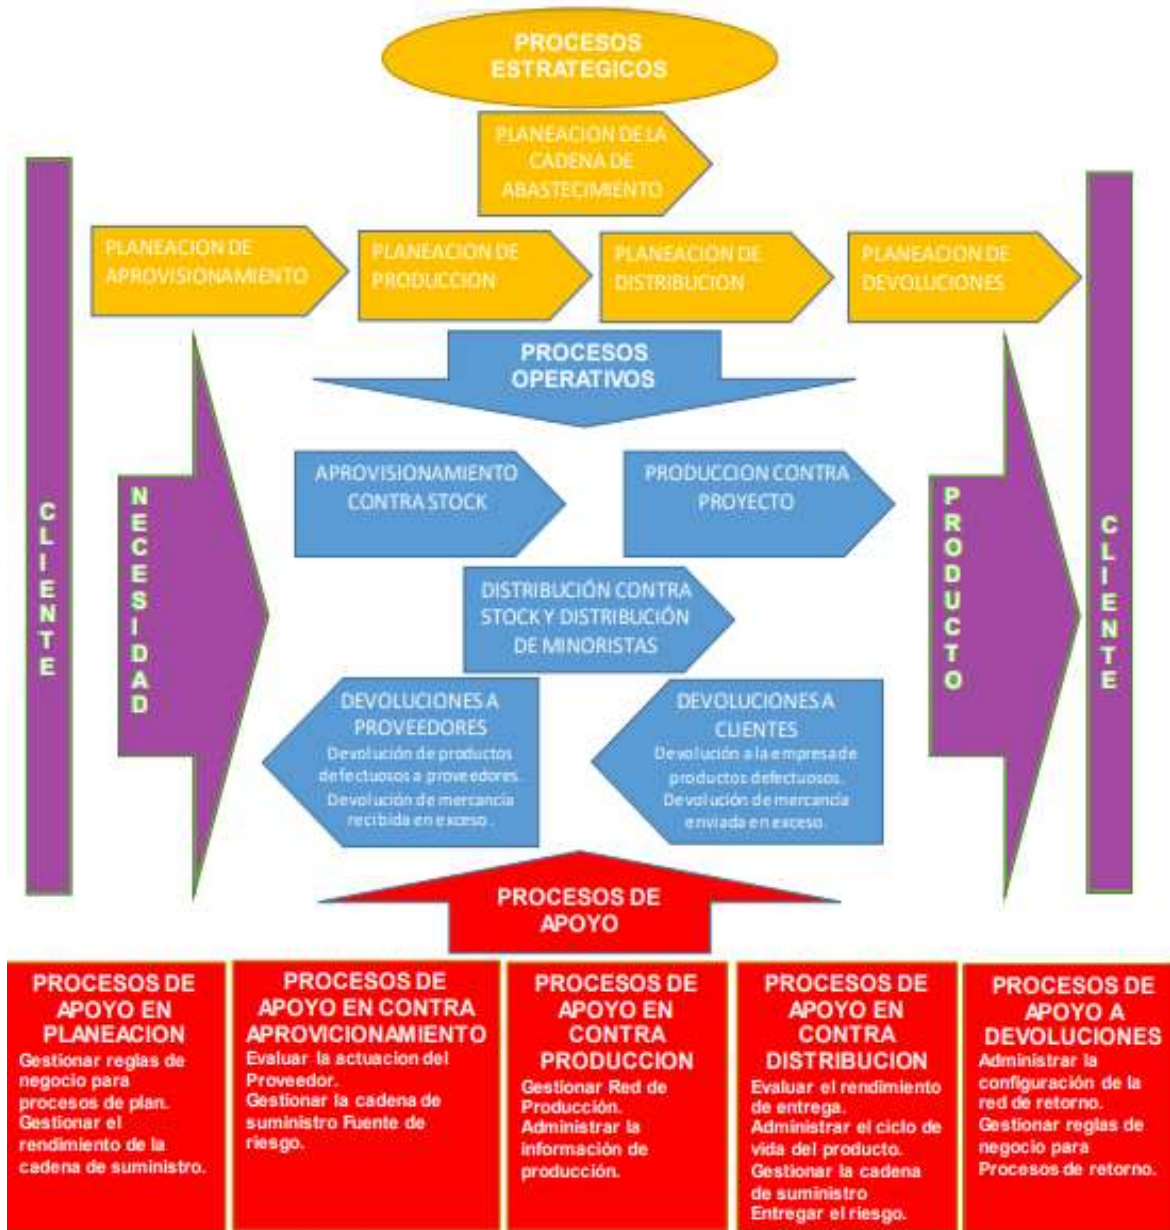 PROCESOS
ESTRATEGICOS
PLANEACION DE LA
CADENA DE
ABASTECIMIENTO
PLANEACION DE
APROVISIONAMIENTO
PLANEACION DE
PRODUCCION
PLANEACION DE
DISTRIBUCION
PLANEACION DE
DEVOLUCIONES
PROCESOS
OPERATIVOS
CLIENTE
NECESIDAD
APROVISIONAMIENTO
CONTRA STOCK
PRODUCCION CONTRA
PROYECTO
DISTRIBUCIÓN CONTRA
STOCK Y DISTRIBUCIÓN
DE MINORISTAS
DEVOLUCIONES A
PROVEEDORES
Devolución de productos
defectuosos a proveedores.
Devolución de mercancía
recibida en exceso .
DEVOLUCIONES A
CLIENTES
Devolución a la empresa de
productos defectuosos.
Devolución de mercancía
enviada en exceso.
PRODUCTO
CLIENTE
PROCESOS DE
APOYO
PROCESOS DE
APOYO EN
PLANEACION
Gestionar reglas de
negocio para
procesos de plan.
Gestionar el
rendimiento de la
cadena de suministro.
PROCESOS DE
APOYO EN CONTRA
APROVICIONAMIENTO
Evaluar la actuacion del
Proveedor.
Gestionar la cadena de
suministro Fuente de
riesgo.
PROCESOS DE
APOYO EN
CONTRA
PRODUCCION
Gestionar Red de
Producción.
Administrar la
información de
producción.
PROCESOS DE
APOYO EN
CONTRA
DISTRIBUCION
Evaluar el rendimiento
de entrega.
Administrar el ciclo de
vida del producto.
Gestionar la cadena
de suministro
Entregar el riesgo.
PROCESOS DE
APOYO A
DEVOLUCIONES
Administrar la
configuración de la
red de retorno.
Gestionar reglas de
negocio para
Procesos de retorno.